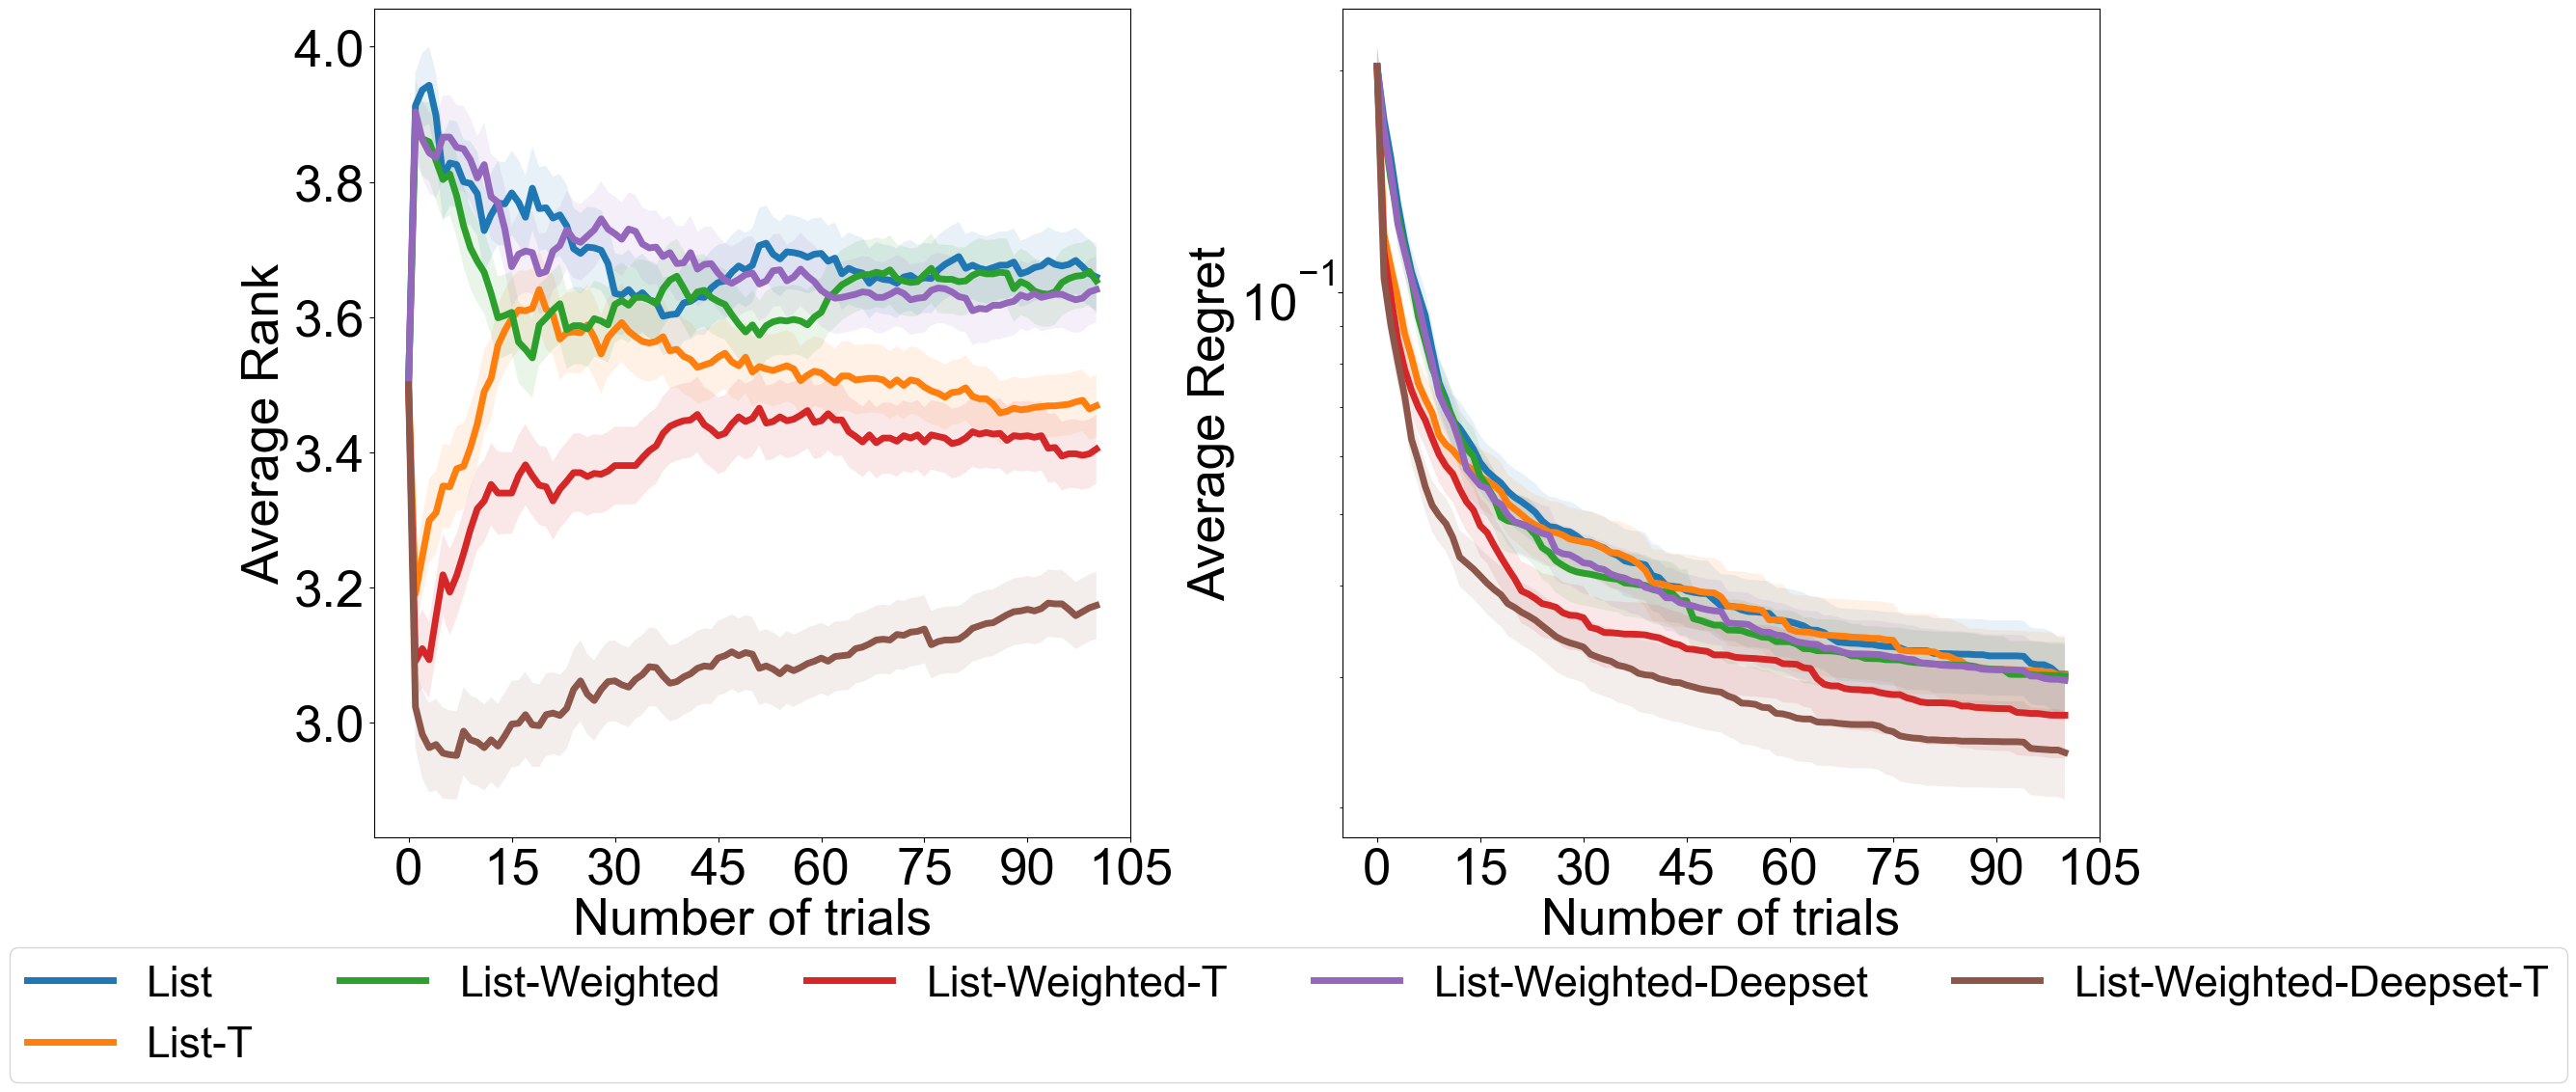 Average Rank
4.0
3.8
3.6
3.4
3.2
3.0
0 15 30 45 60 75 90 105
Number of trials
Average Regret
10⁻¹
0 15 30 45 60 75 90 105
Number of trials
List List-Weighted List-Weighted-T List-Weighted-Deepset List-Weighted-Deepset-T
List-T